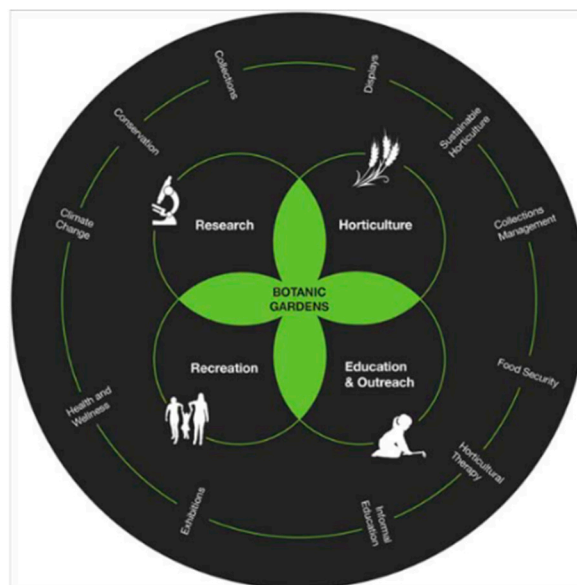 Collections
Displays
Conservation
Sustainable
Horticulture
Climate
Change
Collections
Management
Research
Horticulture
BOTANIC
GARDENS
Recreation
Education
& Outreach
Food Security
Health and
Wellness
Horticultural
Therapy
Exhibitions
Informal
Education